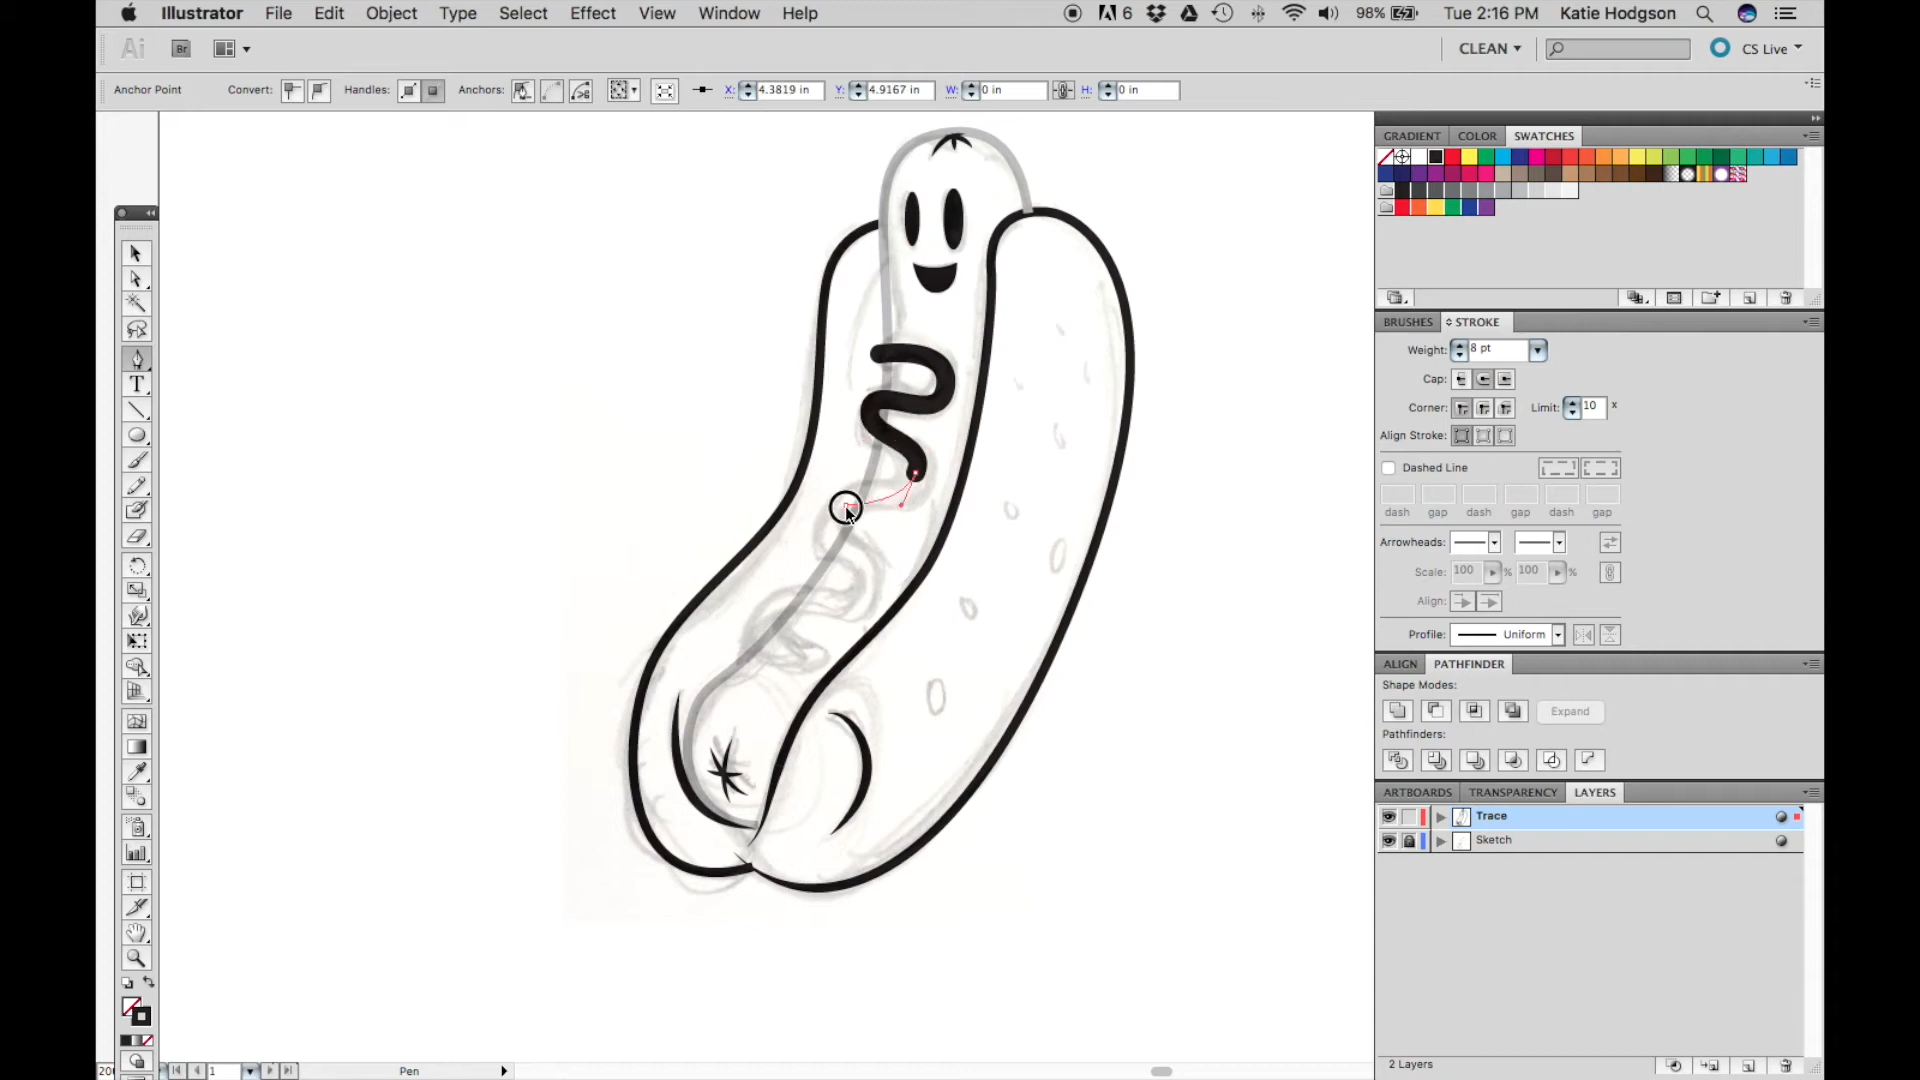 Illustrator File Edit Object Type Select Effect View Window Help 6 98% Tue 2:16 PM Katie Hodgson
Ai Br CLEAN CS Live
Anchor Point Convert: Handles: Anchors: X: 4.3819 in Y: 4.9167 in W: 0 in H: 0 in
GRADIENT COLOR SWATCHES
BRUSHES STROKE
Weight: 8 pt
Cap:
Corner: Limit: 10 x
Align Stroke:
Dashed Line
dash gap dash gap dash gap
Arrowheads:
Scale: 100 % 100 %
Align:
Profile: Uniform
ALIGN PATHFINDER
Shape Modes:
Expand
Pathfinders:
ARTBOARDS TRANSPARENCY LAYERS
Trace
Sketch
2 Layers
1 Pen